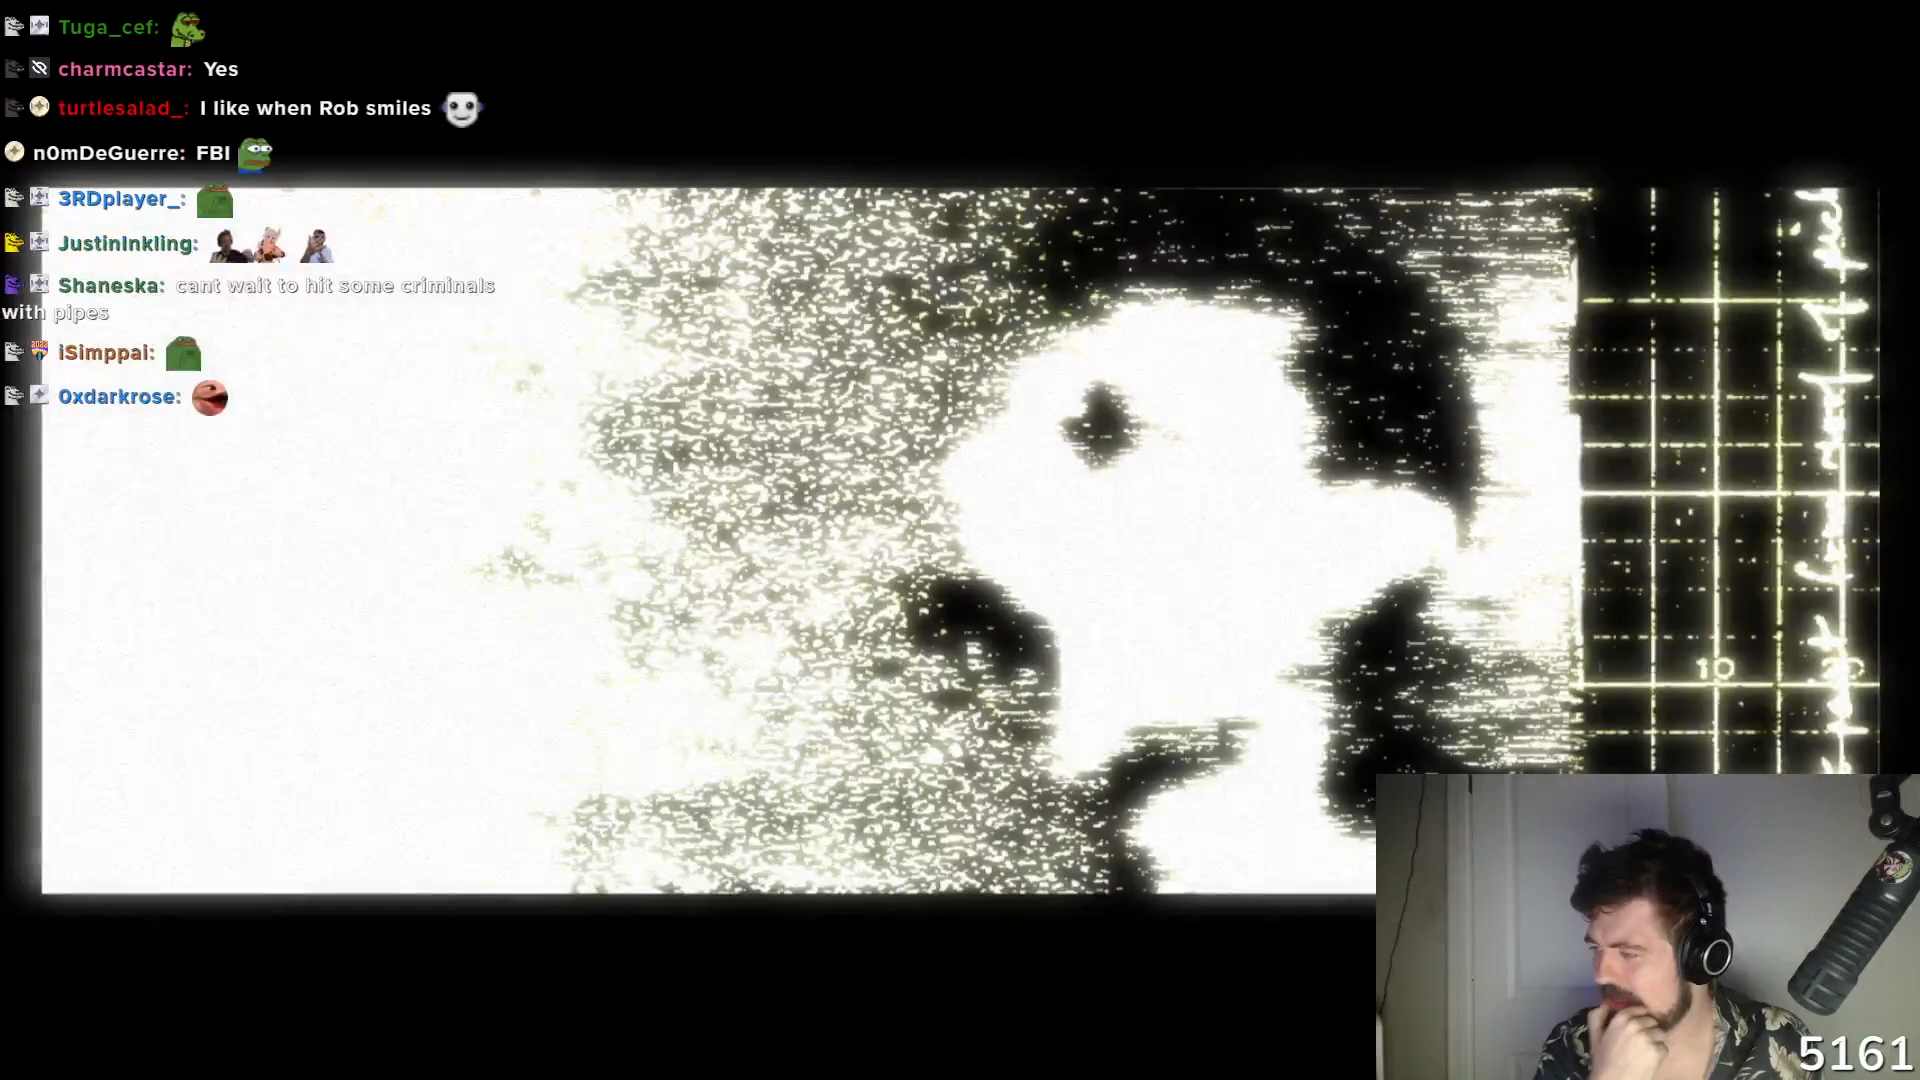 Tuga_cef:
charmcastar: Yes
turtlesalad_: I like when Rob smiles
n0mDeGuerre: FBI
3RDplayer_:
JustinInkling:
Shaneska: cant wait to hit some criminals
with pipes
iSimppai:
0xdarkrose:
10
20
5161